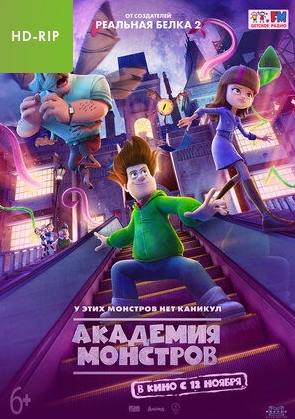 HD-RIP
ОТ СОЗДАТЕЛЕЙ
РЕАЛЬНАЯ БЕЛКА 2
FM
ДЕТСКОЕ РАДИО
У ЭТИХ МОНСТРОВ НЕТ КАНИКУЛ
АКАДЕМИЯ
МОНСТРОВ
В КИНО С 12 НОЯБРЯ
6+